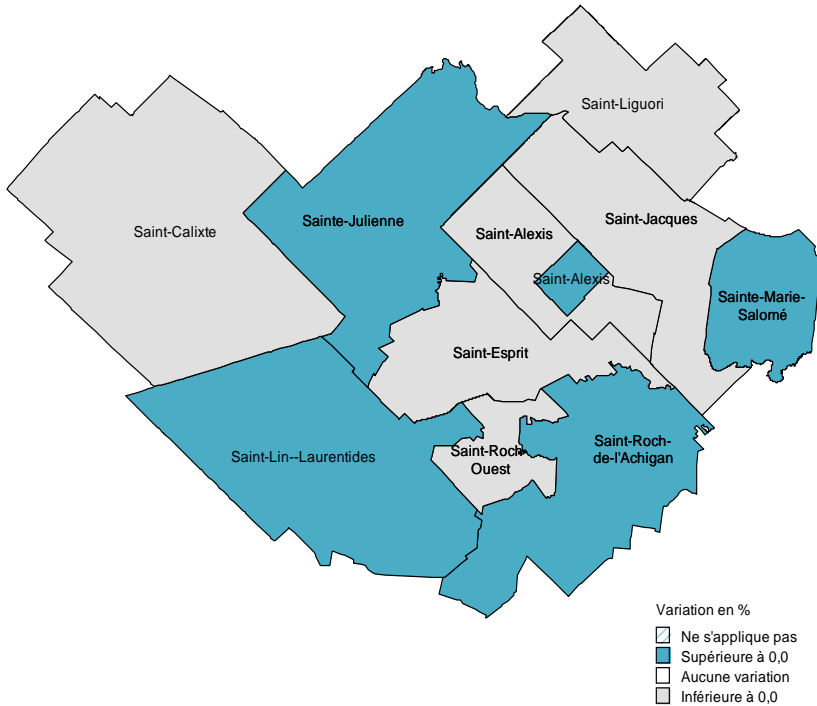 Saint-Liguori
Saint-Calixte
Sainte-Julienne
Saint-Alexis
Saint-Jacques
Saint-Alexis
Sainte-Marie-
Salomé
Saint-Esprit
Saint-Lin--Laurentides
Saint-Roch-
Ouest
Saint-Roch-
de-l'Achigan
Variation en %
Ne s'applique pas
Supérieure à 0,0
Aucune variation
Inférieure à 0,0